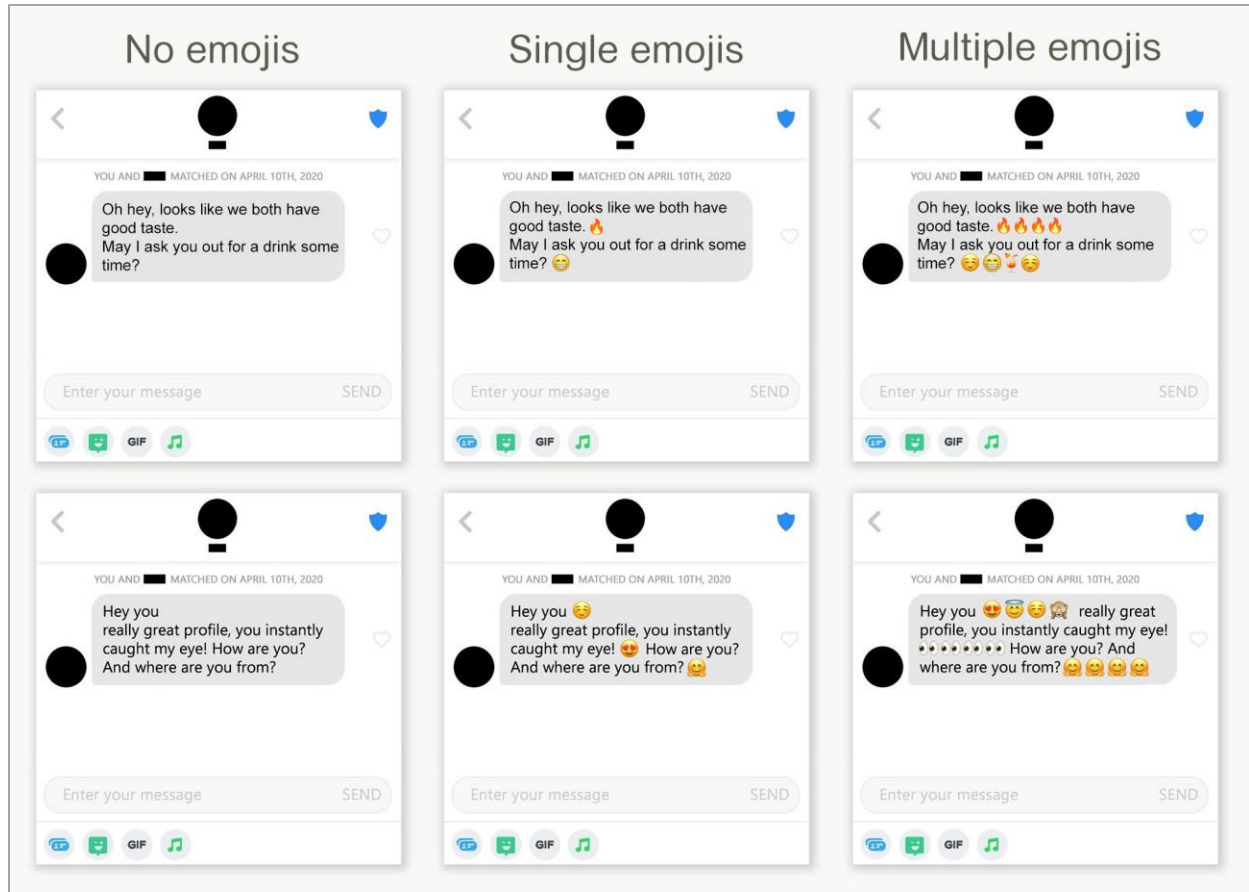 No emojis
Single emojis
Multiple emojis
YOU AND MATCHED ON APRIL 10TH, 2020
Oh hey, looks like we both have
good taste.
May I ask you out for a drink some
time?
Enter your message SEND
GIF
YOU AND MATCHED ON APRIL 10TH, 2020
Oh hey, looks like we both have
good taste. 🔥
May I ask you out for a drink some
time? 😁
Enter your message SEND
GIF
YOU AND MATCHED ON APRIL 10TH, 2020
Oh hey, looks like we both have
good taste. 🔥🔥🔥🔥
May I ask you out for a drink some
time? ☺️😁🍹☺️
Enter your message SEND
GIF
YOU AND MATCHED ON APRIL 10TH, 2020
Hey you
really great profile, you instantly
caught my eye! How are you?
And where are you from?
Enter your message SEND
GIF
YOU AND MATCHED ON APRIL 10TH, 2020
Hey you ☺️
really great profile, you instantly
caught my eye! 😍 How are you?
And where are you from? 🤗
Enter your message SEND
GIF
YOU AND MATCHED ON APRIL 10TH, 2020
Hey you 😍😇☺️🙈 really great
profile, you instantly caught my eye!
👀👀👀👀 How are you? And
where are you from? 🤗🤗🤗🤗
Enter your message SEND
GIF